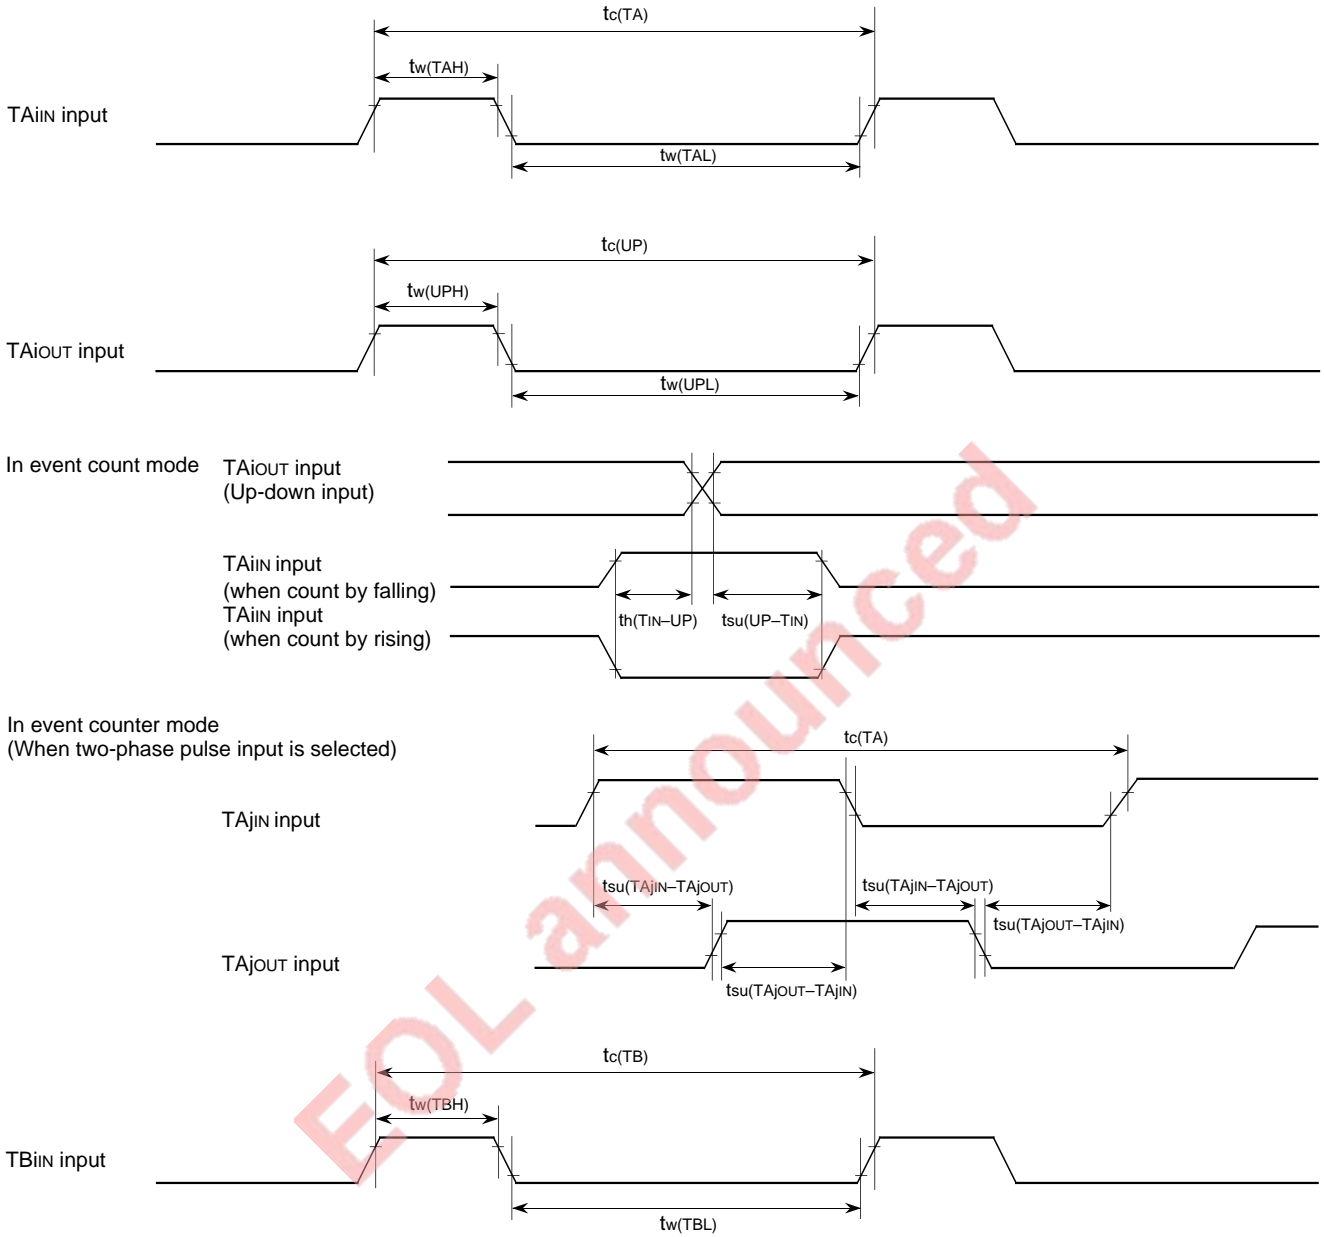 tc(TA)
tw(TAH)
TAiIN input
tw(TAL)
tc(UP)
tw(UPH)
TAiOUT input
tw(UPL)
In event count mode
TAiOUT input
(Up-down input)
TAiIN input
(when count by falling)
TAiIN input
(when count by rising)
th(TIN–UP)
tsu(UP–TIN)
In event counter mode
(When two-phase pulse input is selected)
tc(TA)
TAjIN input
tsu(TAjIN–TAjOUT)
tsu(TAjIN–TAjOUT)
tsu(TAjOUT–TAjIN)
TAjOUT input
tsu(TAjOUT–TAjIN)
tc(TB)
tw(TBH)
TBiIN input
tw(TBL)
EOL announced